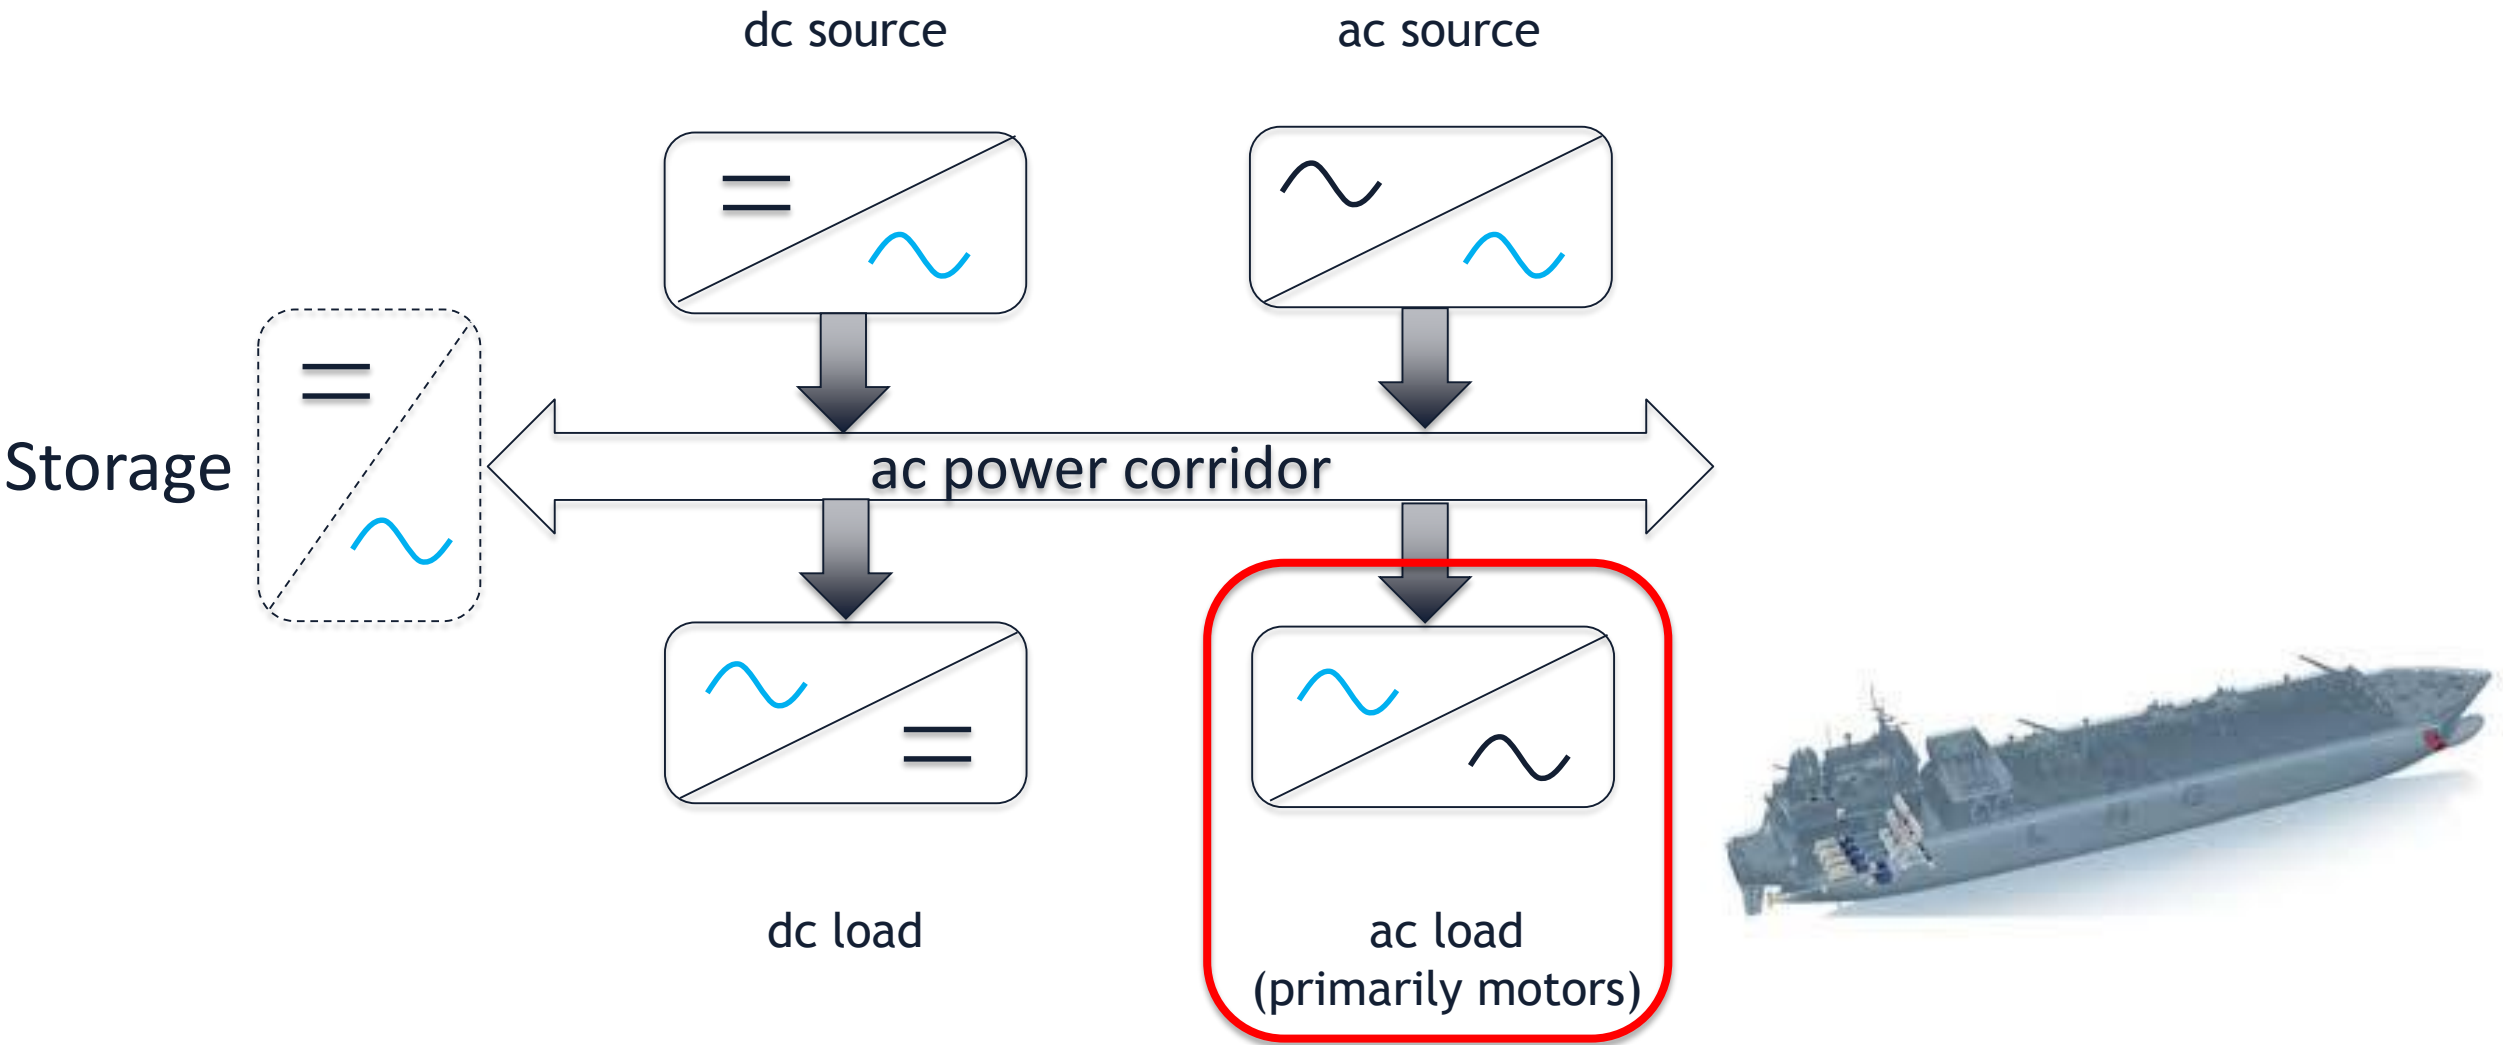 dc source
ac source
Storage
ac power corridor
dc load
ac load
(primarily motors)